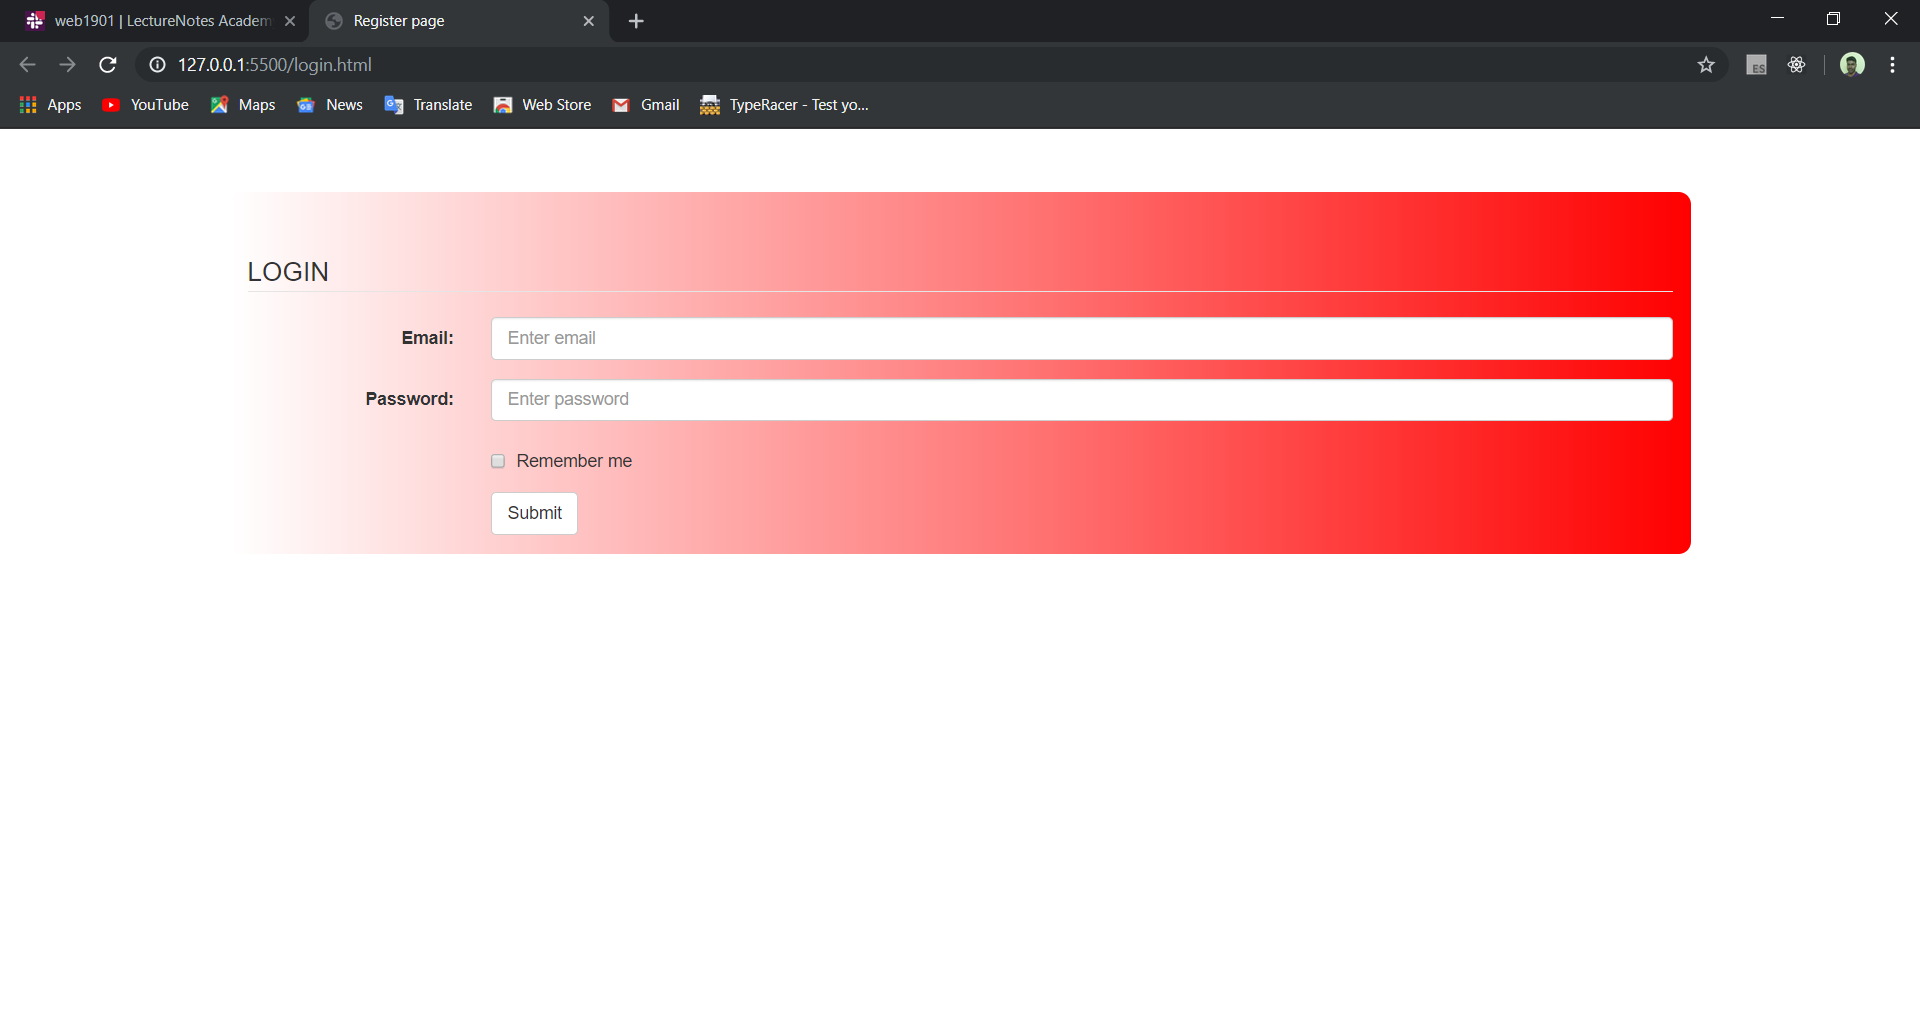 web1901 | LectureNotes Academ
Register page
127.0.0.1:5500/login.html
ES
Apps
YouTube
Maps
News
Translate
Web Store
Gmail
TypeRacer - Test yo...
LOGIN
Email:
Enter email
Password:
Enter password
Remember me
Submit